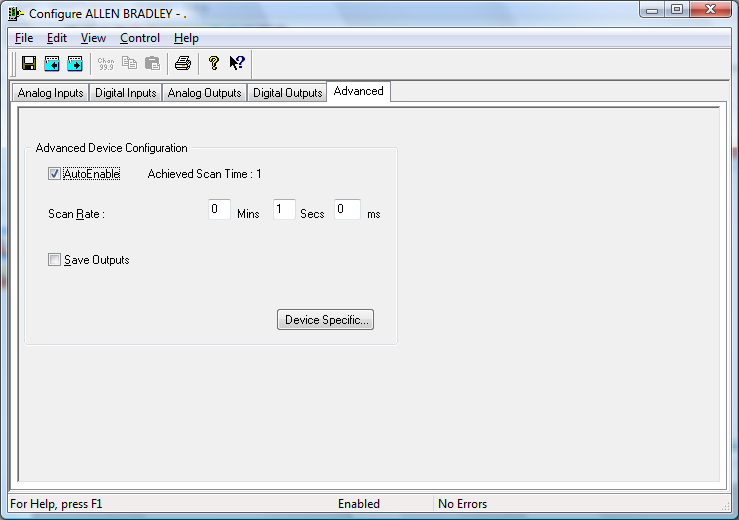 Configure ALLEN BRADLEY - .
File Edit View Control Help
Chan 99.9
Analog Inputs Digital Inputs Analog Outputs Digital Outputs Advanced
Advanced Device Configuration
AutoEnable Achieved Scan Time : 1
Scan Rate : 0 Mins 1 Secs 0 ms
Save Outputs
Device Specific...
For Help, press F1 Enabled No Errors